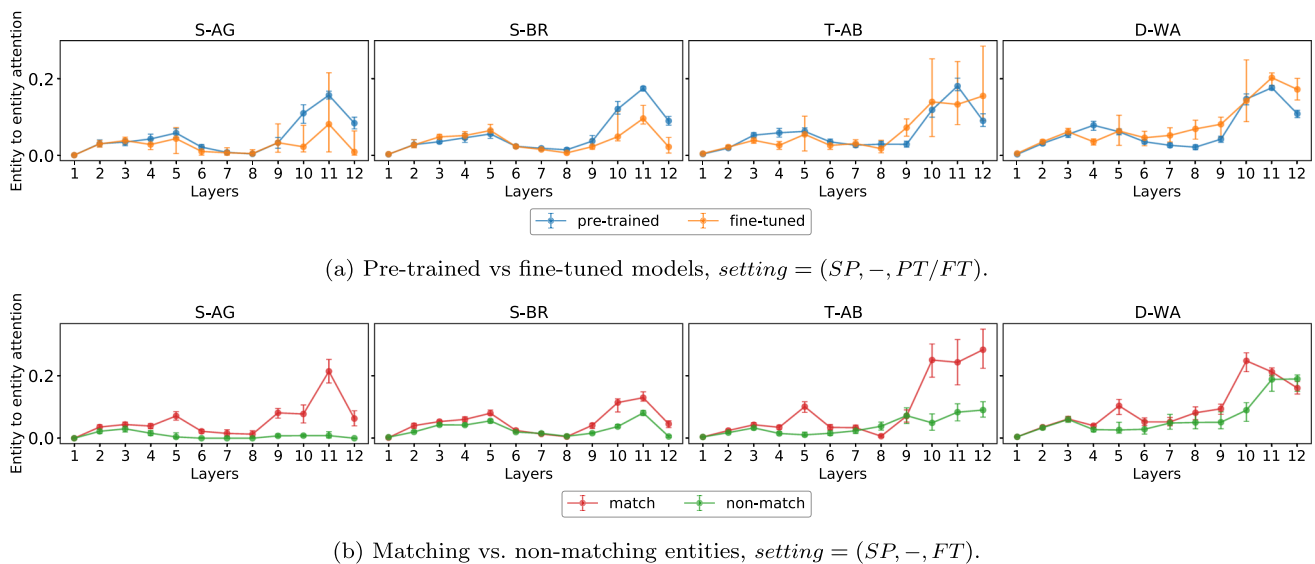 S-AG S-BR T-AB D-WA
Entity to entity attention
0.2
0.0
1 2 3 4 5 6 7 8 9 10 11 12 1 2 3 4 5 6 7 8 9 10 11 12 1 2 3 4 5 6 7 8 9 10 11 12 1 2 3 4 5 6 7 8 9 10 11 12
Layers Layers Layers Layers
pre-trained fine-tuned
(a) Pre-trained vs fine-tuned models, setting = (SP, −, PT/FT).
S-AG S-BR T-AB D-WA
Entity to entity attention
0.2
0.0
1 2 3 4 5 6 7 8 9 10 11 12 1 2 3 4 5 6 7 8 9 10 11 12 1 2 3 4 5 6 7 8 9 10 11 12 1 2 3 4 5 6 7 8 9 10 11 12
Layers Layers Layers Layers
match non-match
(b) Matching vs. non-matching entities, setting = (SP, −, FT).